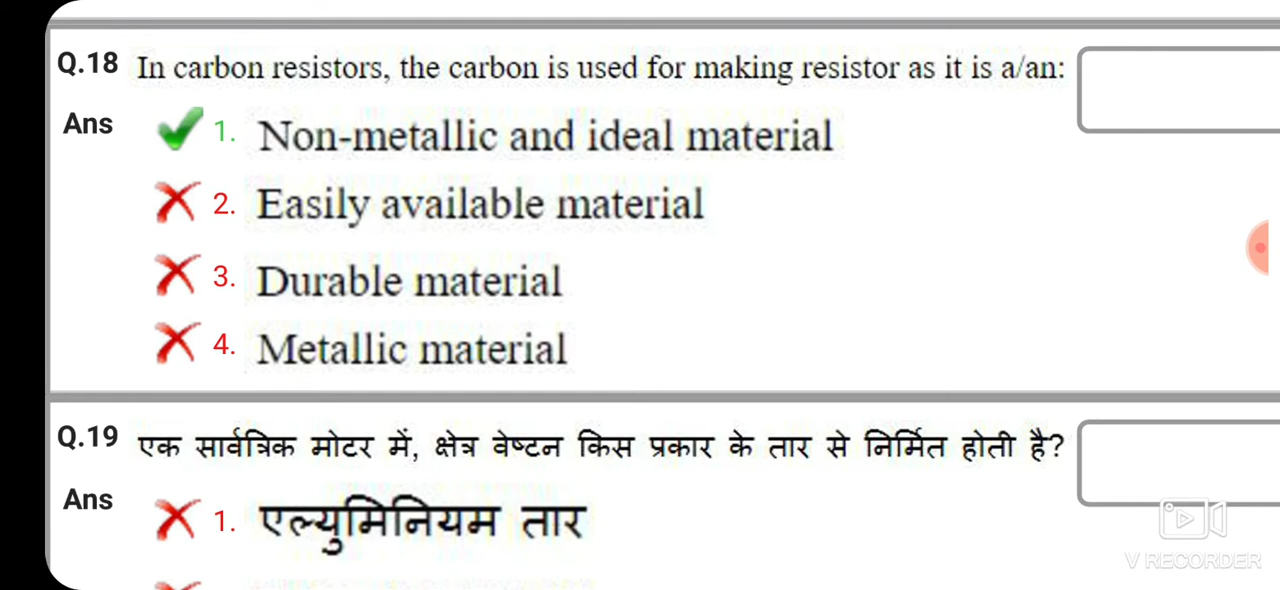 Q.18 In carbon resistors, the carbon is used for making resistor as it is a/an:
Ans 1. Non-metallic and ideal material
2. Easily available material
3. Durable material
4. Metallic material
Q.19 एक सार्वत्रिक मोटर में, क्षेत्र वेष्टन किस प्रकार के तार से निर्मित होती है?
Ans 1. एल्युमिनियम तार
V RECORDER